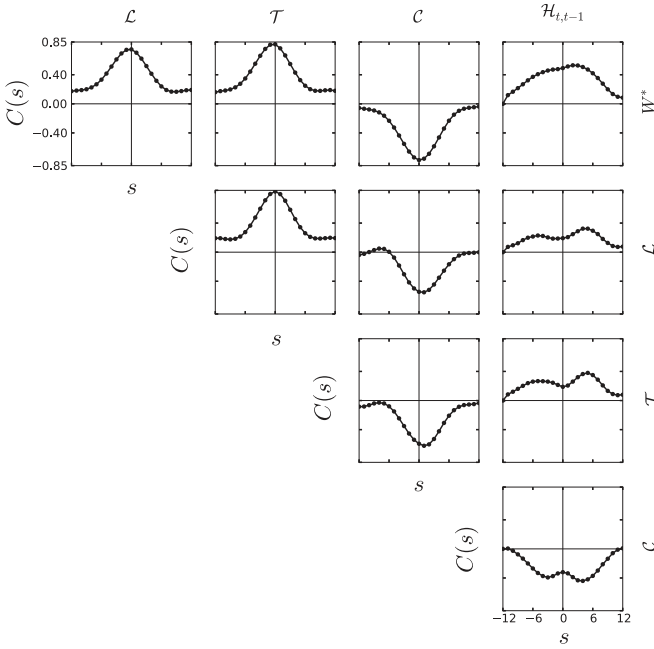 ℒ 𝒯 𝒞 ℋ_{t,t−1}
0.85
0.40
0.00
−0.40
−0.85
C(s)
W*
s
C(s)
ℒ
s
C(s)
𝒯
s
C(s)
𝒞
−12 −6 0 6 12
s